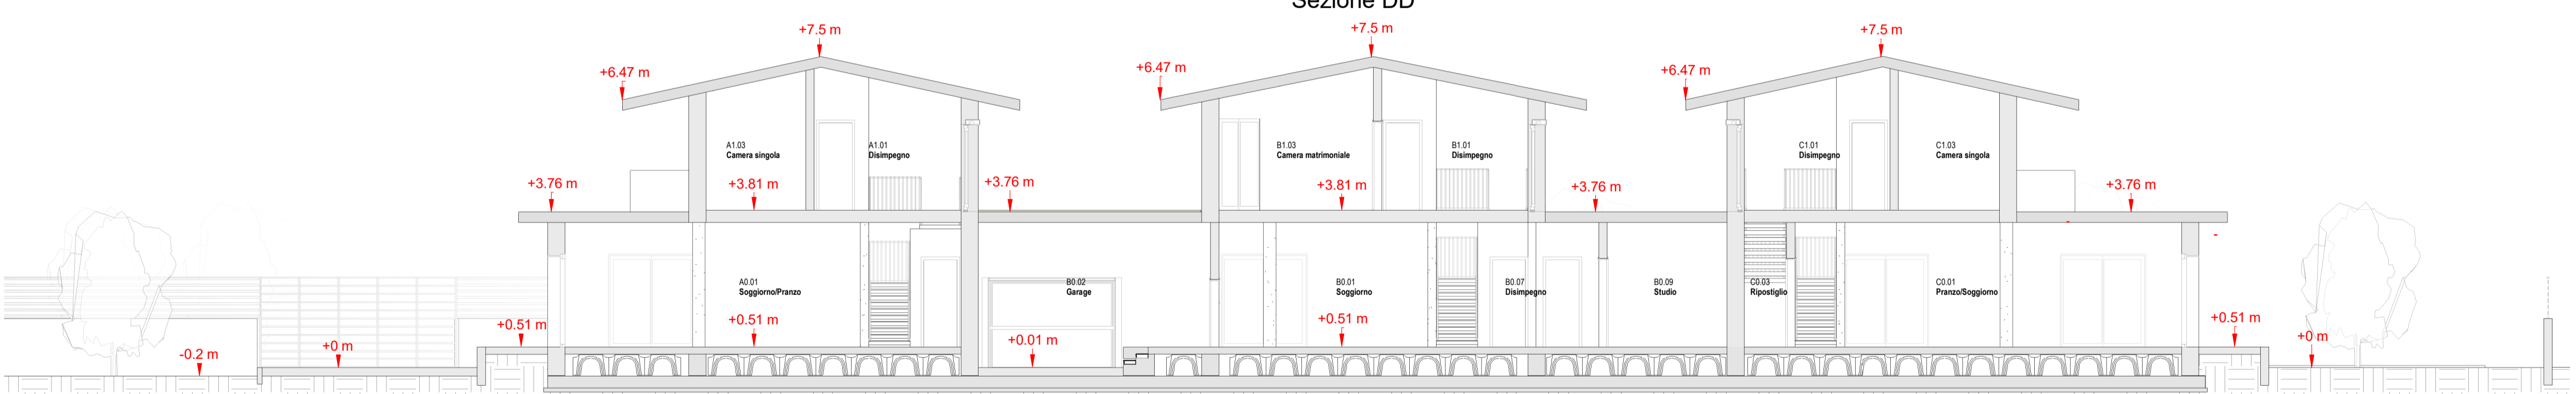 Sezione DD
+7.5 m
+7.5 m
+7.5 m
+6.47 m
+6.47 m
+6.47 m
A1.03
Camera singola
A1.01
Disimpegno
B1.03
Camera matrimoniale
B1.01
Disimpegno
C1.01
Disimpegno
C1.03
Camera singola
+3.76 m
+3.81 m
+3.76 m
+3.81 m
+3.76 m
+3.76 m
A0.01
Soggiorno/Pranzo
B0.02
Garage
B0.01
Soggiorno
B0.07
Disimpegno
B0.09
Studio
C0.03
Ripostiglio
C0.01
Pranzo/Soggiorno
-0.2 m
+0 m
+0.51 m
+0.51 m
+0.01 m
+0.51 m
+0.51 m
+0 m